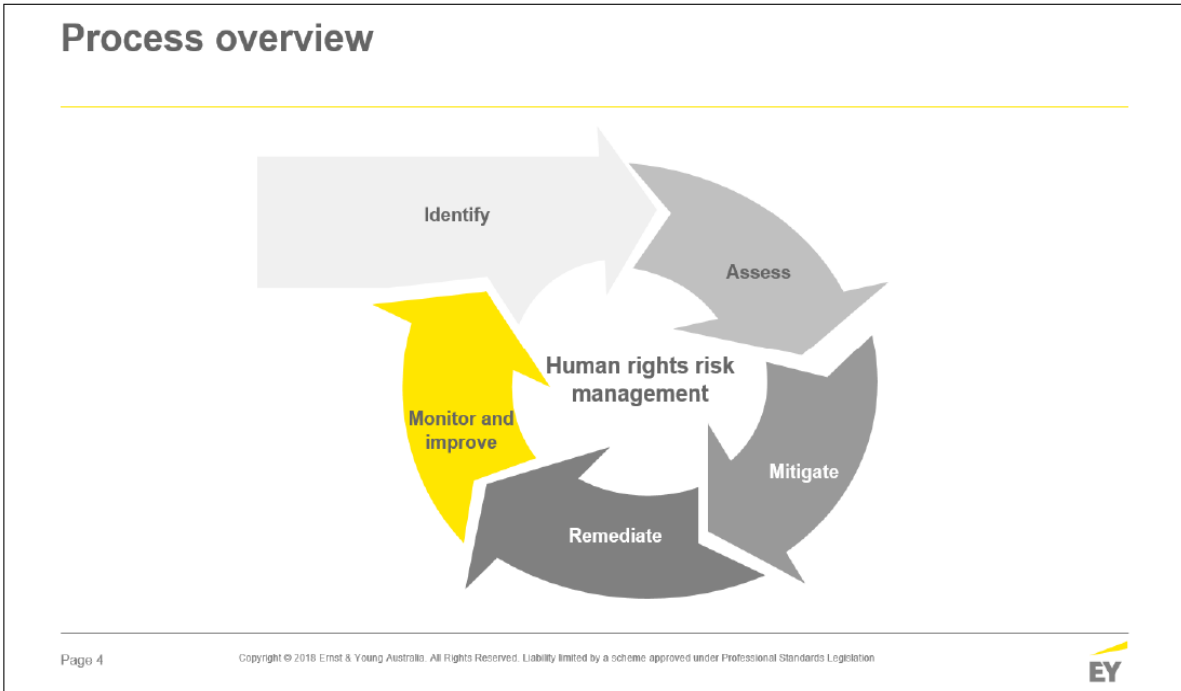 Process overview
Identify
Assess
Human rights risk
management
Monitor and
improve
Mitigate
Remediate
Page 4
Copyright © 2018 Ernst & Young Australia. All Rights Reserved. Liability limited by a scheme approved under Professional Standards Legislation
EY